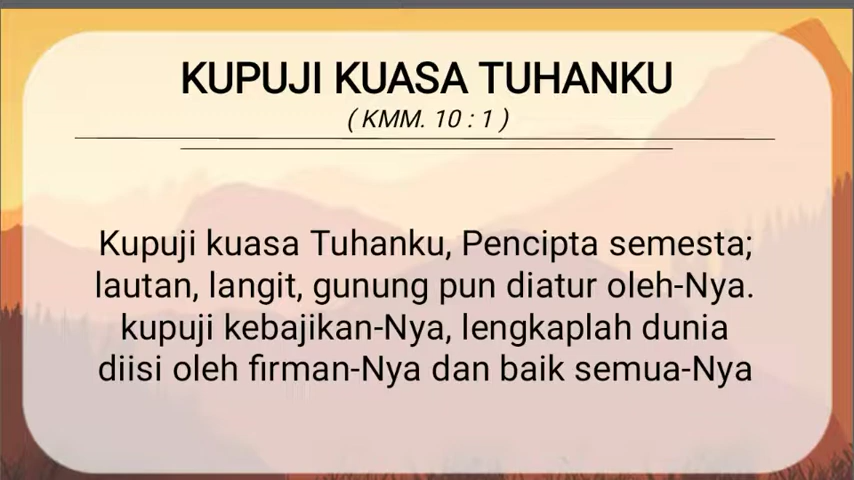 KUPUJI KUASA TUHANKU
( KMM. 10 : 1 )
Kupuji kuasa Tuhanku, Pencipta semesta;
lautan, langit, gunung pun diatur oleh-Nya.
kupuji kebajikan-Nya, lengkaplah dunia
diisi oleh firman-Nya dan baik semua-Nya